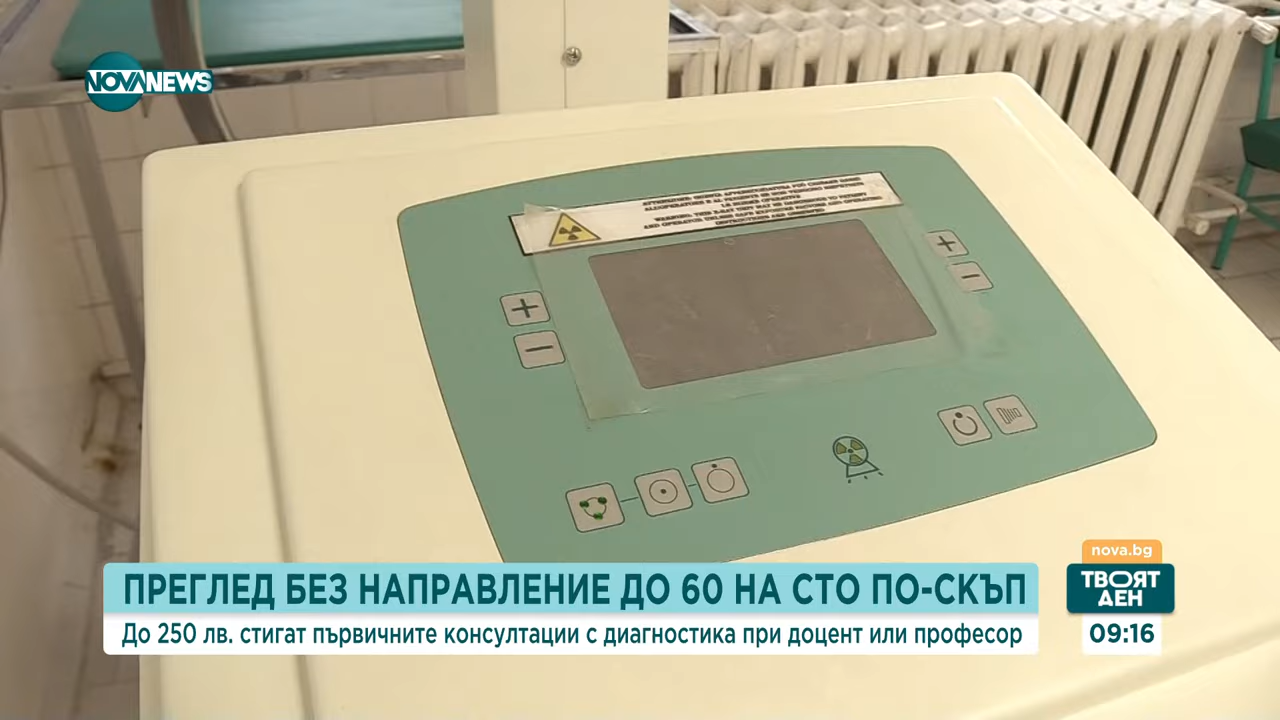 NOVANEWS
+
−
+
−
nova.bg
ТВОЯТ
ДЕН
09:16
ПРЕГЛЕД БЕЗ НАПРАВЛЕНИЕ ДО 60 НА СТО ПО-СКЪП
До 250 лв. стигат първичните консултации с диагностика при доцент или професор